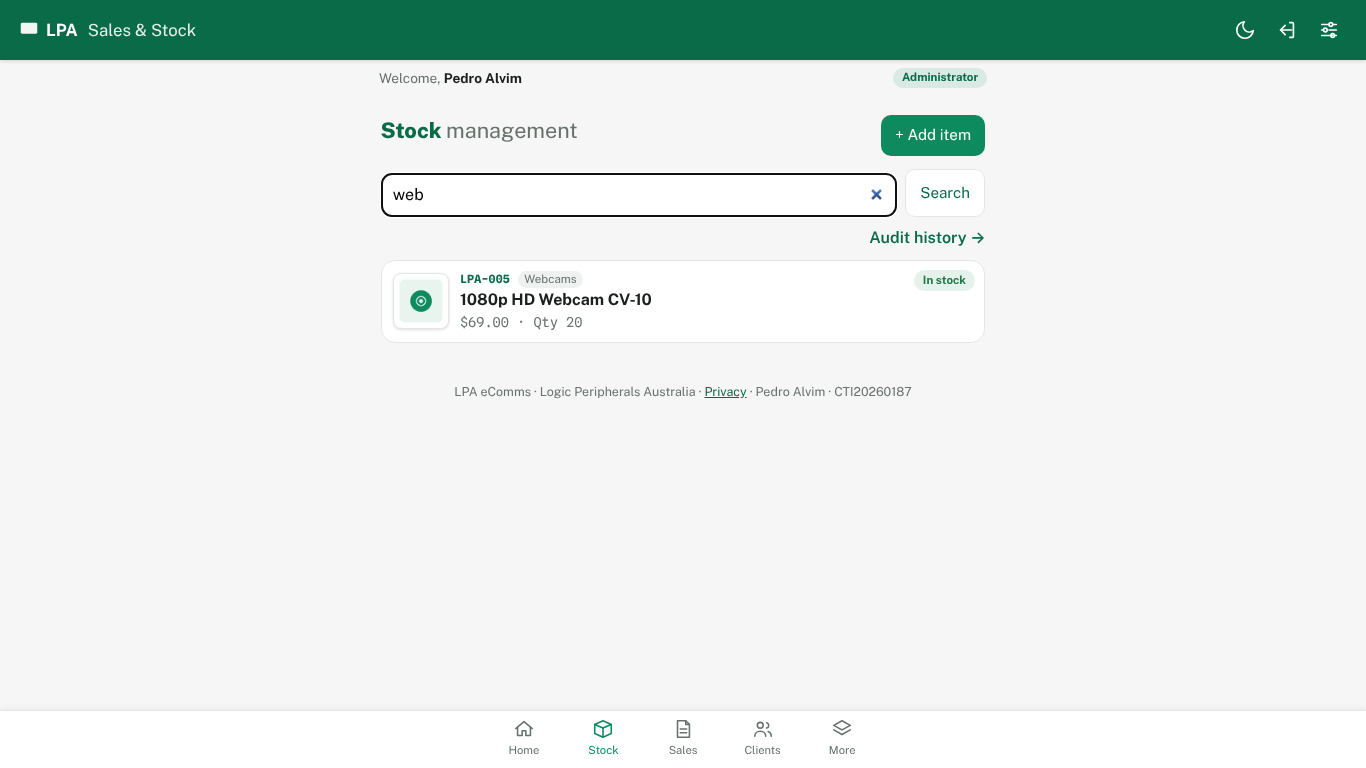 LPA Sales & Stock
Welcome, Pedro Alvim
Administrator
Stock management
+ Add item
web
Search
Audit history →
LPA-005 Webcams
In stock
1080p HD Webcam CV-10
$69.00 · Qty 20
LPA eComms · Logic Peripherals Australia · Privacy · Pedro Alvim · CTI20260187
Home Stock Sales Clients More